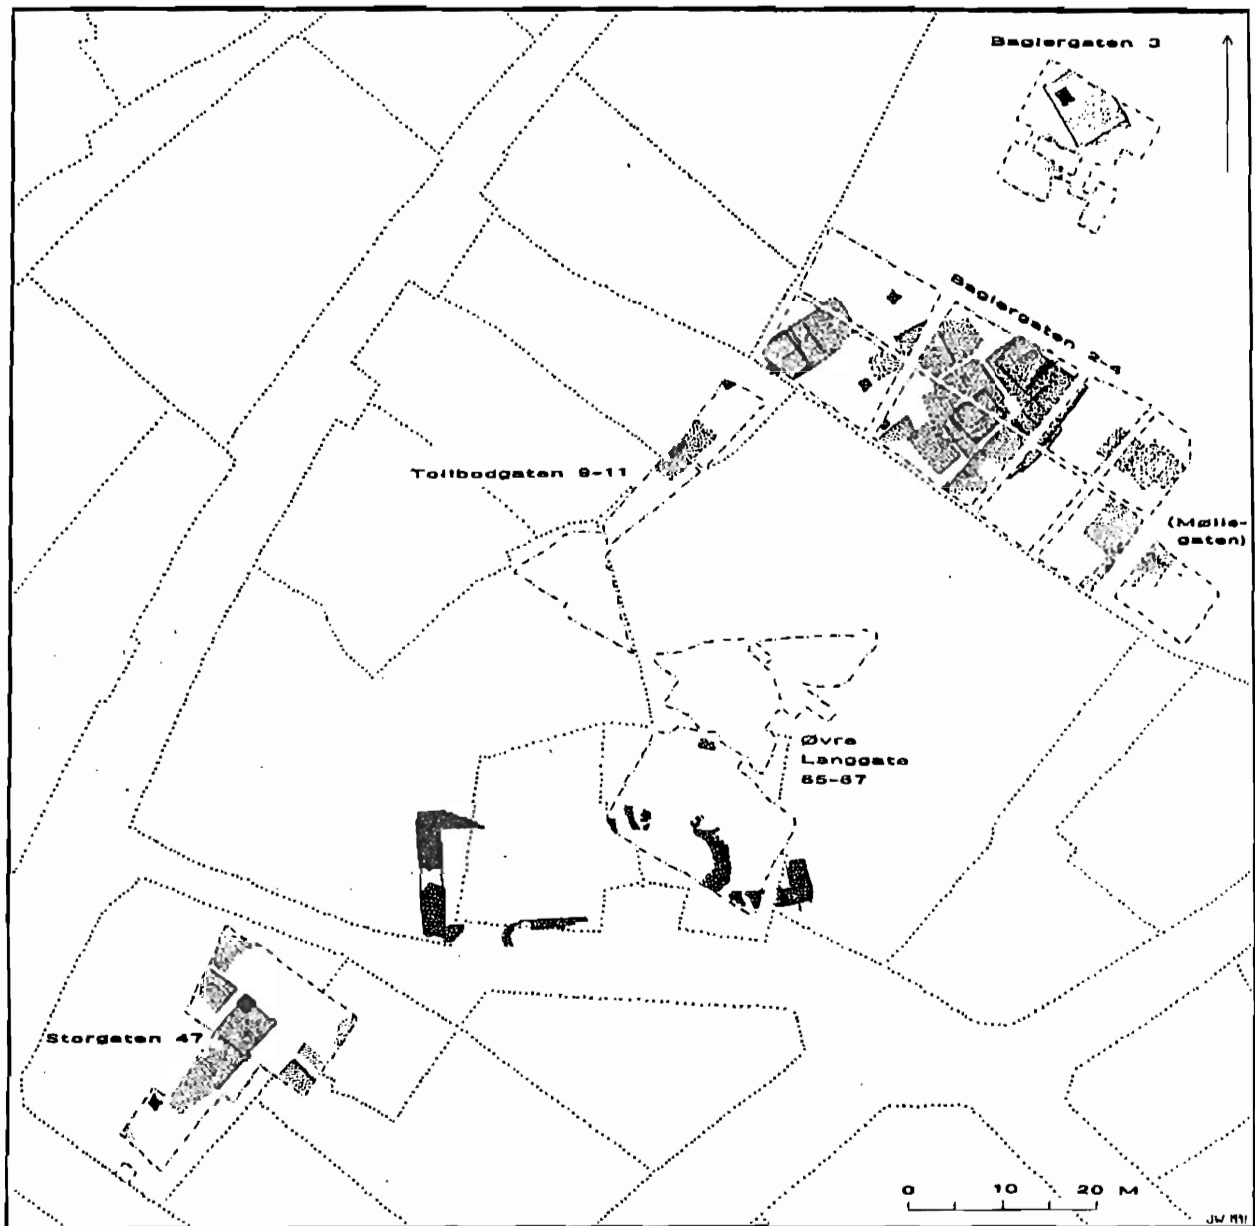 Baglergaten 3
Baglergaten 2-4
Tollbodgaten 9-11
(Mølle-
gaten)
Øvre
Langgate
65-67
Storgaten 47
0 10 20 M
JW 1991